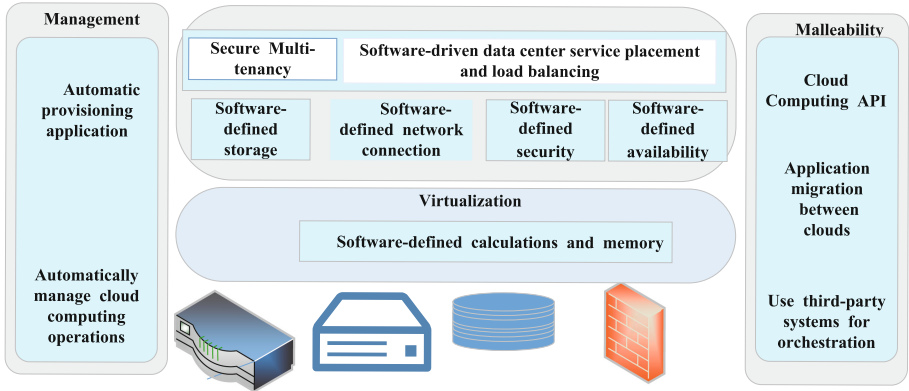 Management
Automatic
provisioning
application
Automatically
manage cloud
computing
operations
Secure Multi-
tenancy
Software-driven data center service placement
and load balancing
Software-
defined
storage
Software-
defined network
connection
Software-
defined
security
Software-
defined
availability
Virtualization
Software-defined calculations and memory
Malleability
Cloud
Computing API
Application
migration
between
clouds
Use third-party
systems for
orchestration